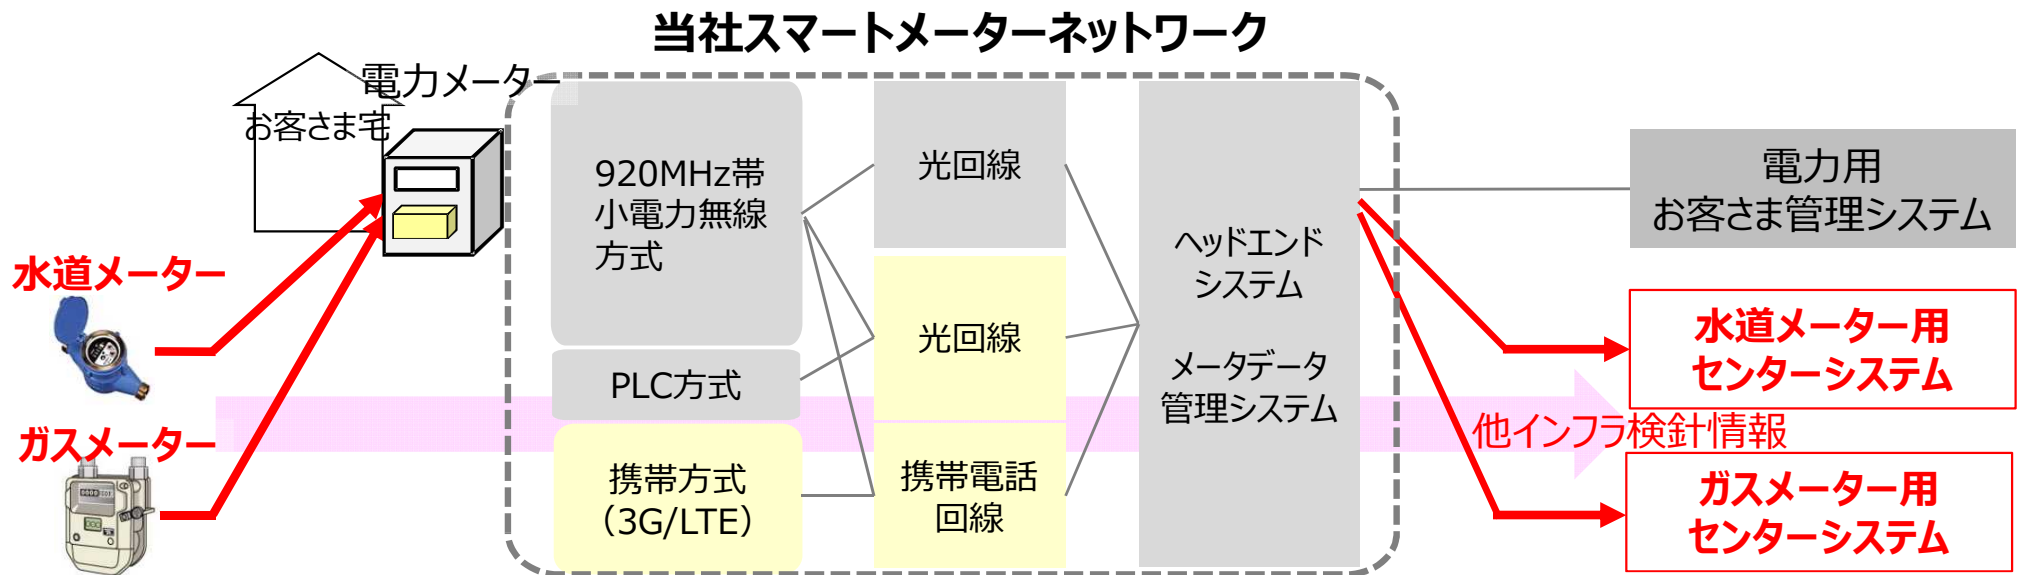 当社スマートメーターネットワーク
電力メーター
お客さま宅
水道メーター
ガスメーター
920MHz帯
小電力無線
方式
PLC方式
携帯方式
（3G/LTE）
光回線
光回線
携帯電話
回線
ヘッドエンド
システム
メータデータ
管理システム
電力用
お客さま管理システム
水道メーター用
センターシステム
他インフラ検針情報
ガスメーター用
センターシステム